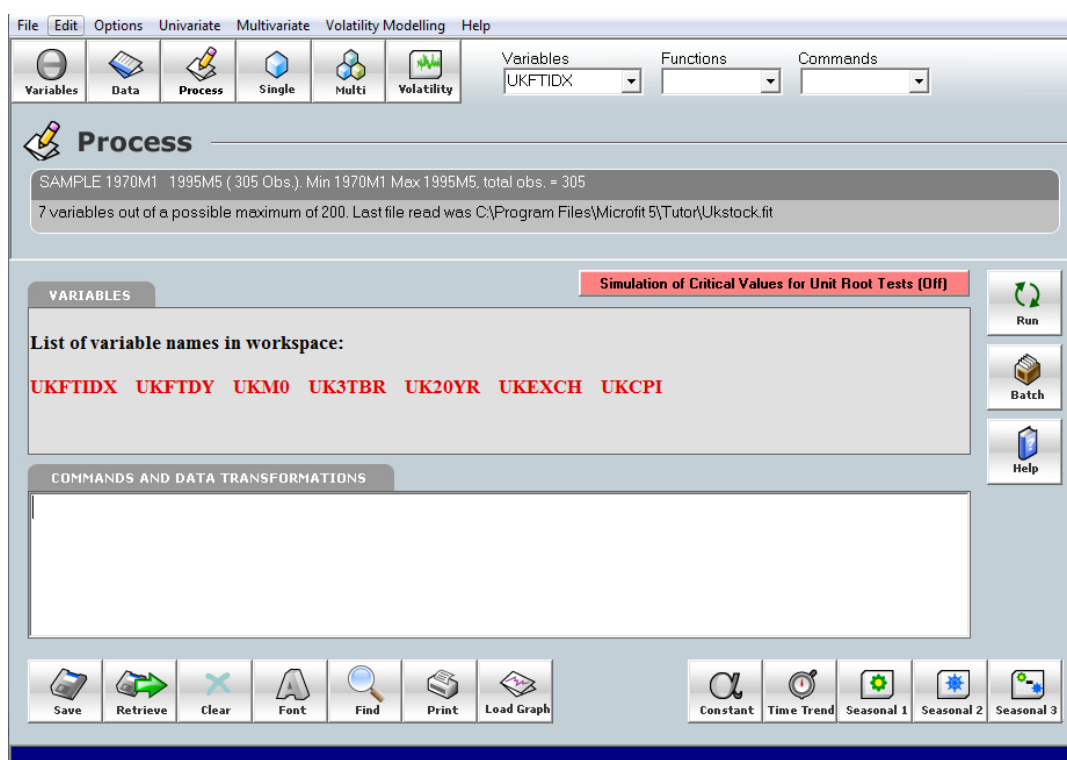 File Edit Options Univariate Multivariate Volatility Modelling Help
Variables Functions Commands
UKFTIDX
Variables Data Process Single Multi Volatility
Process
SAMPLE 1970M1 1995M5 ( 305 Obs.). Min 1970M1 Max 1995M5, total obs. = 305
7 variables out of a possible maximum of 200. Last file read was C:\Program Files\Microfit 5\Tutor\Ukstock.fit
Simulation of Critical Values for Unit Root Tests (Off)
VARIABLES
Run
List of variable names in workspace:
UKFTIDX UKFTDY UKM0 UK3TBR UK20YR UKEXCH UKCPI
Batch
Help
COMMANDS AND DATA TRANSFORMATIONS
Save Retrieve Clear Font Find Print Load Graph Constant Time Trend Seasonal 1 Seasonal 2 Seasonal 3